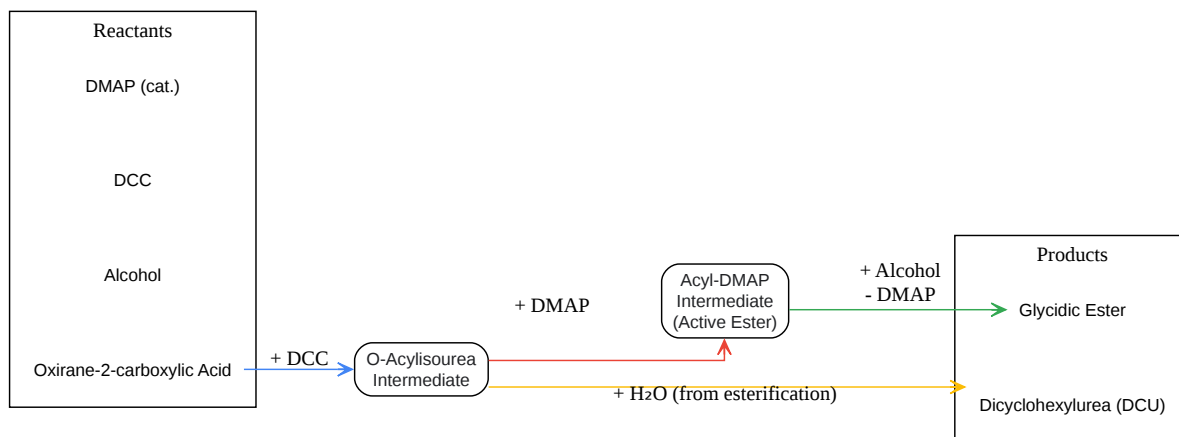 Reactants
DMAP (cat.)
DCC
Alcohol
Oxirane-2-carboxylic Acid
+ DCC
O-Acylisourea
Intermediate
+ DMAP
Acyl-DMAP
Intermediate
(Active Ester)
+ H₂O (from esterification)
+ Alcohol
- DMAP
Products
Glycidic Ester
Dicyclohexylurea (DCU)